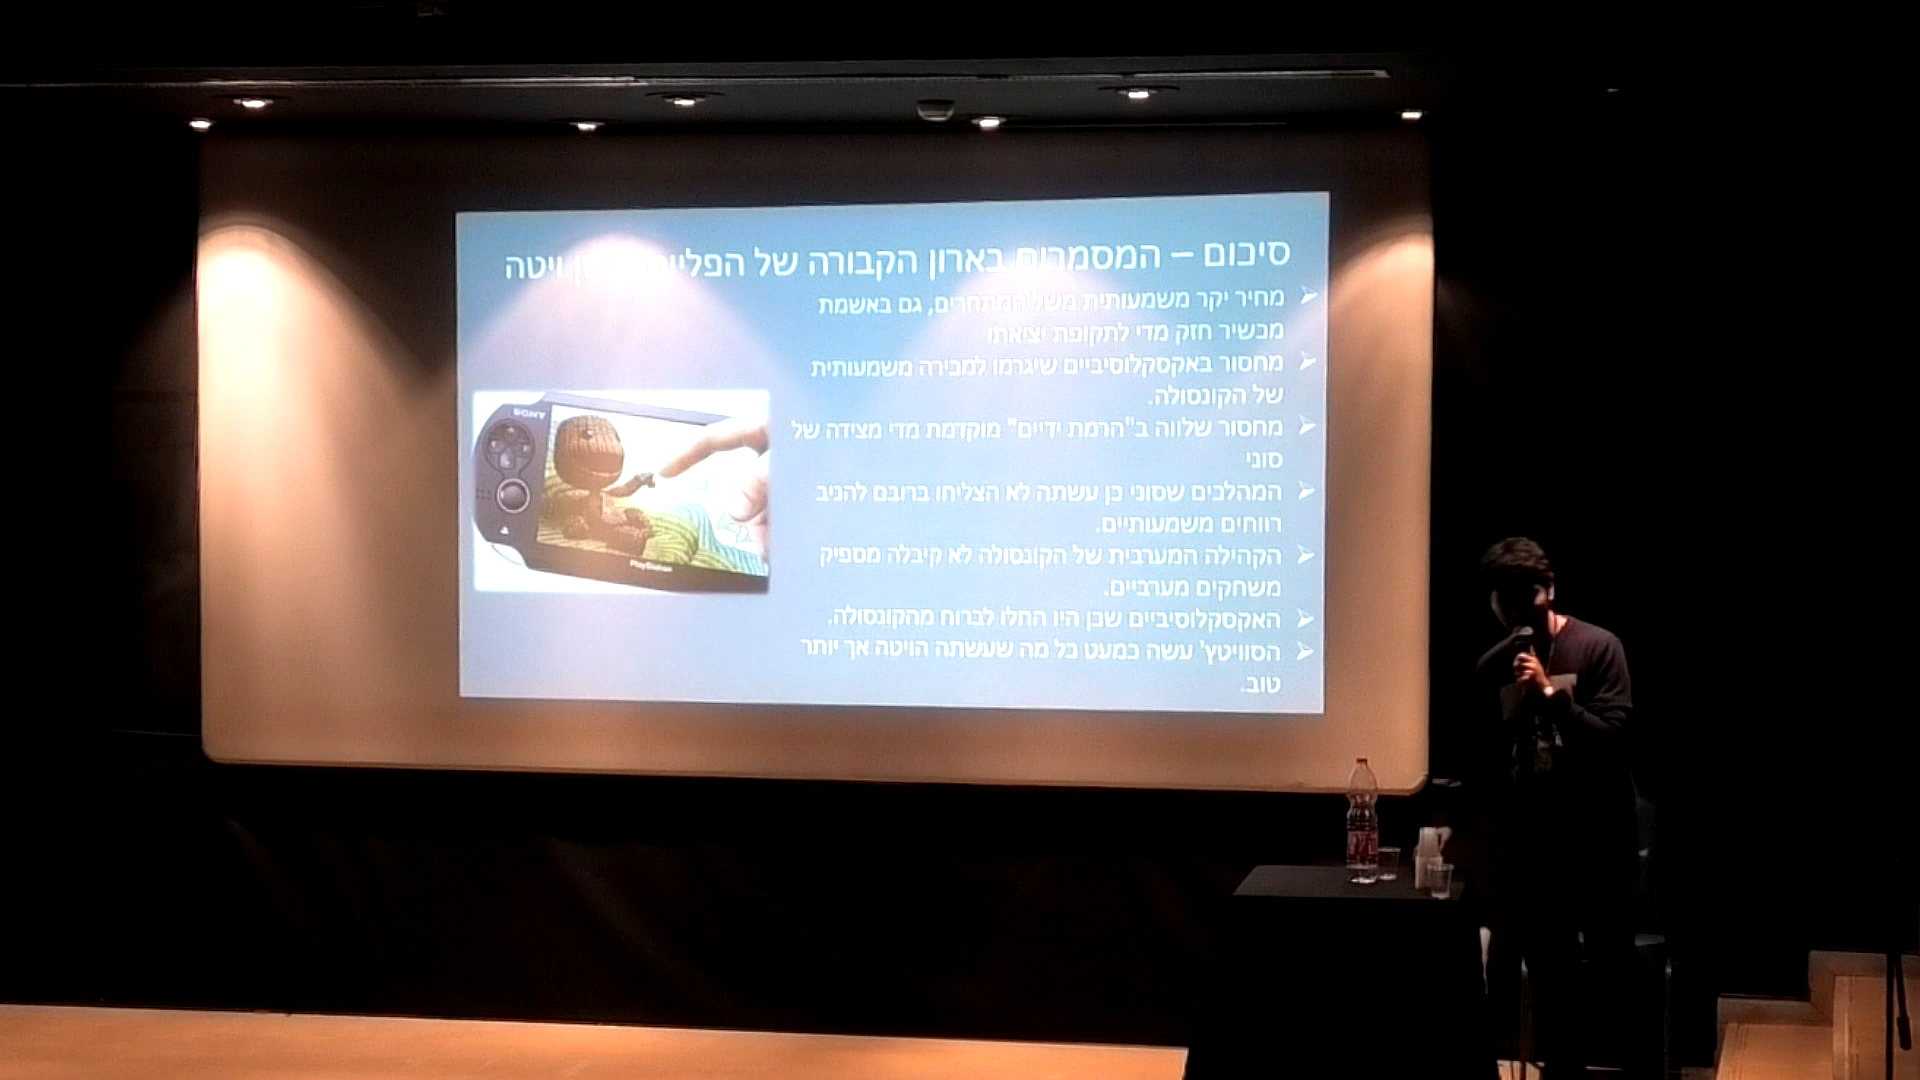 סיכום – המסמרים בארון הקבורה של הפלייסטיישן ויטה
מחיר יקר משמעותית משל המתחרים, גם באשמת
מכשיר חזק מדי לתקופת יציאתו
מחסור באקסקלוסיביים שיגרמו למכירה משמעותית
של הקונסולה.
מחסור שלווה ב"הרמת ידיים" מוקדמת מדי מצידה של
סוני
המהלכים שסוני כן עשתה לא הצליחו ברובם להניב
רווחים משמעותיים.
הקהילה המערבית של הקונסולה לא קיבלה מספיק
משחקים מערביים.
האקסקלוסיביים שכן היו החלו לברוח מהקונסולה.
הסוויטץ' עשה כמעט כל מה שעשתה הויטה אך יותר
טוב.
SONY
PlayStation